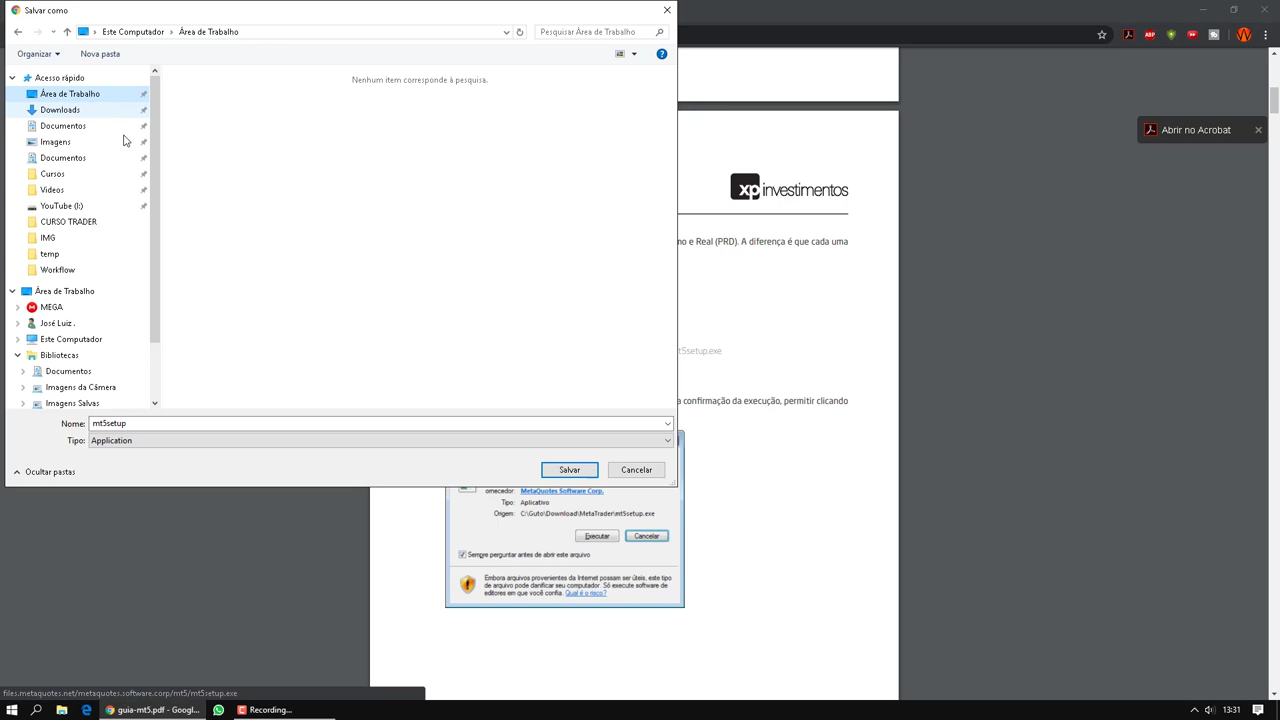 Salvar como
Este Computador
Área de Trabalho
Pesquisar Área de Trabalho
Organizar
Nova pasta
Acesso rápido
Nenhum item corresponde à pesquisa.
Área de Trabalho
Downloads
Documentos
Imagens
Documentos
Cursos
Videos
YouTube (I:)
CURSO TRADER
IMG
temp
Workflow
Área de Trabalho
MEGA
José Luiz .
Este Computador
Bibliotecas
Documentos
Imagens da Câmera
Imagens Salvas
Nome: mt5setup
Tipo: Application
Ocultar pastas
Salvar
Cancelar
ABP
Abrir no Acrobat
xp investimentos
mo e Real (PRD). A diferença é que cada uma
mt5setup.exe
a confirmação da execução, permitir clicando
ornecedor: MetaQuotes Software Corp.
Tipo: Aplicativo
Origem: C:\Guto\Download\MetaTrader\mt5setup.exe
Executar
Cancelar
Sempre perguntar antes de abrir este arquivo
Embora arquivos provenientes da Internet possam ser úteis, este tipo
de arquivo pode danificar seu computador. Só execute software de
editores em que você confia. Qual é o risco?
files.metaquotes.net/metaquotes.software.corp/mt5/mt5setup.exe
guia-mt5.pdf - Googl...
Recording...
13:31